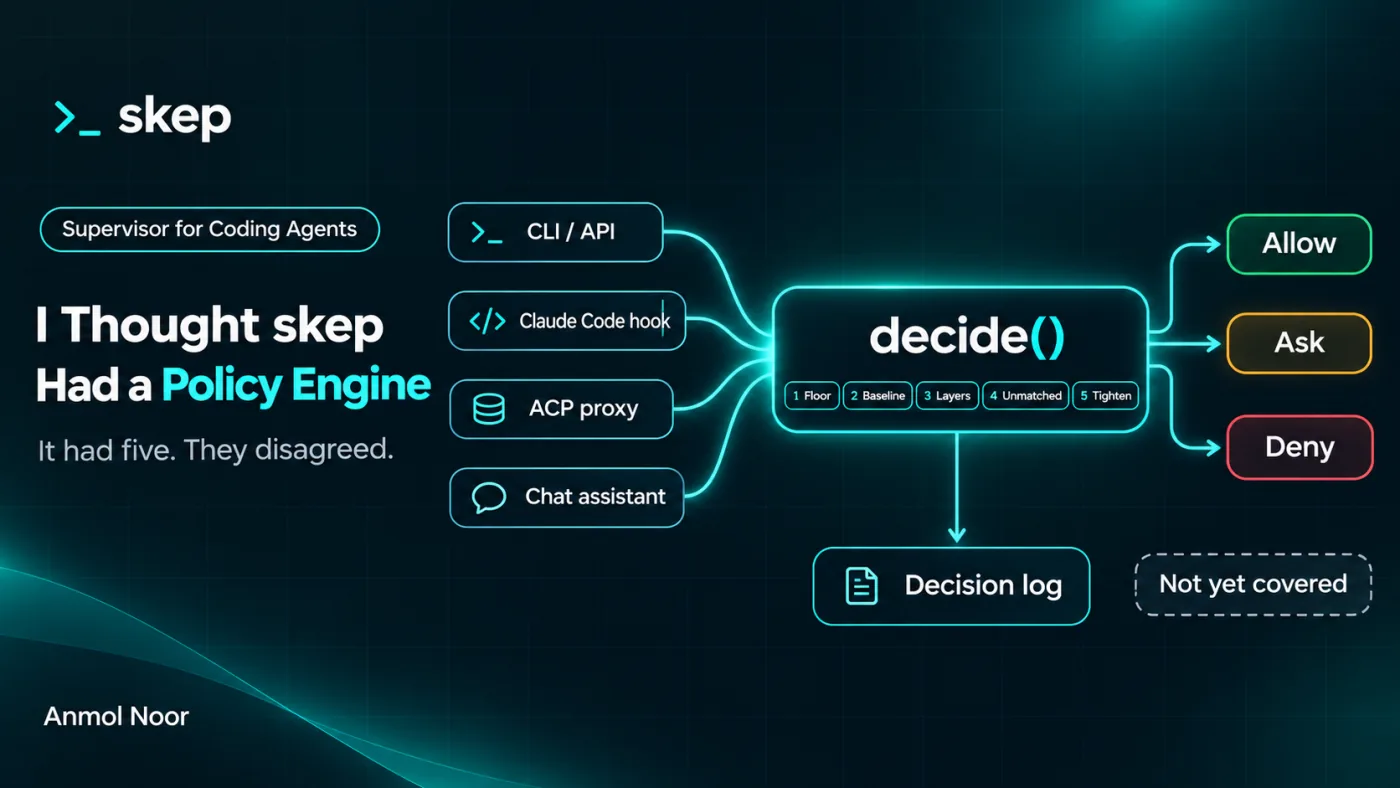 >_ skep
Supervisor for Coding Agents
I Thought skep
Had a Policy Engine
It had five. They disagreed.
Anmol Noor
>_ CLI / API
</> Claude Code hook
ACP proxy
Chat assistant
decide()
1 Floor
2 Baseline
3 Layers
4 Unmatched
5 Tighten
Allow
Ask
Deny
Decision log
Not yet covered